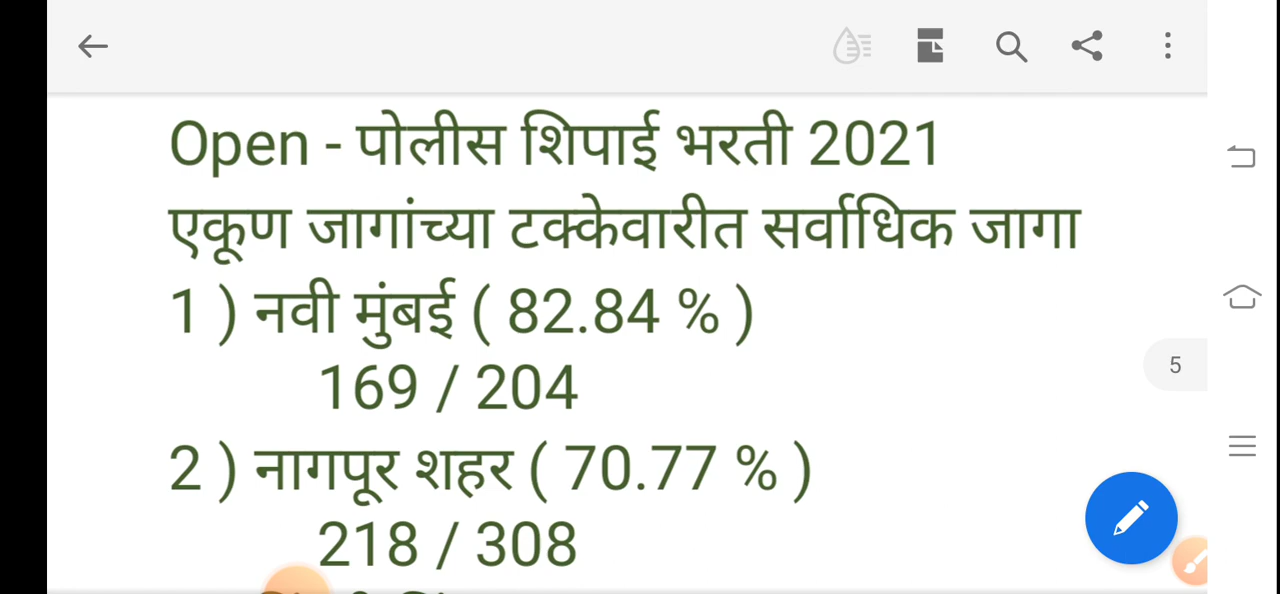 Open - पोलीस शिपाई भरती 2021
एकूण जागांच्या टक्केवारीत सर्वाधिक जागा
1 ) नवी मुंबई ( 82.84 % )
169 / 204
5
2 ) नागपूर शहर ( 70.77 % )
218 / 308